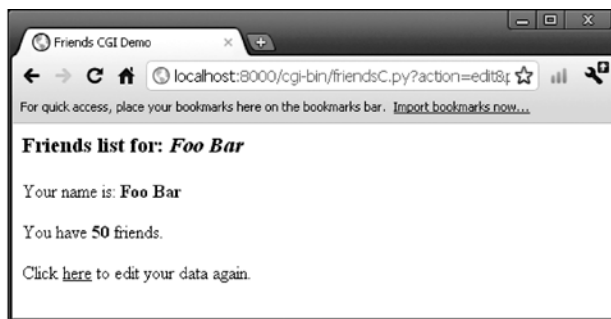 Friends CGI Demo
localhost:8000/cgi-bin/friendsC.py?action=edit&p
For quick access, place your bookmarks here on the bookmarks bar. Import bookmarks now...
Friends list for: Foo Bar
Your name is: Foo Bar
You have 50 friends.
Click here to edit your data again.